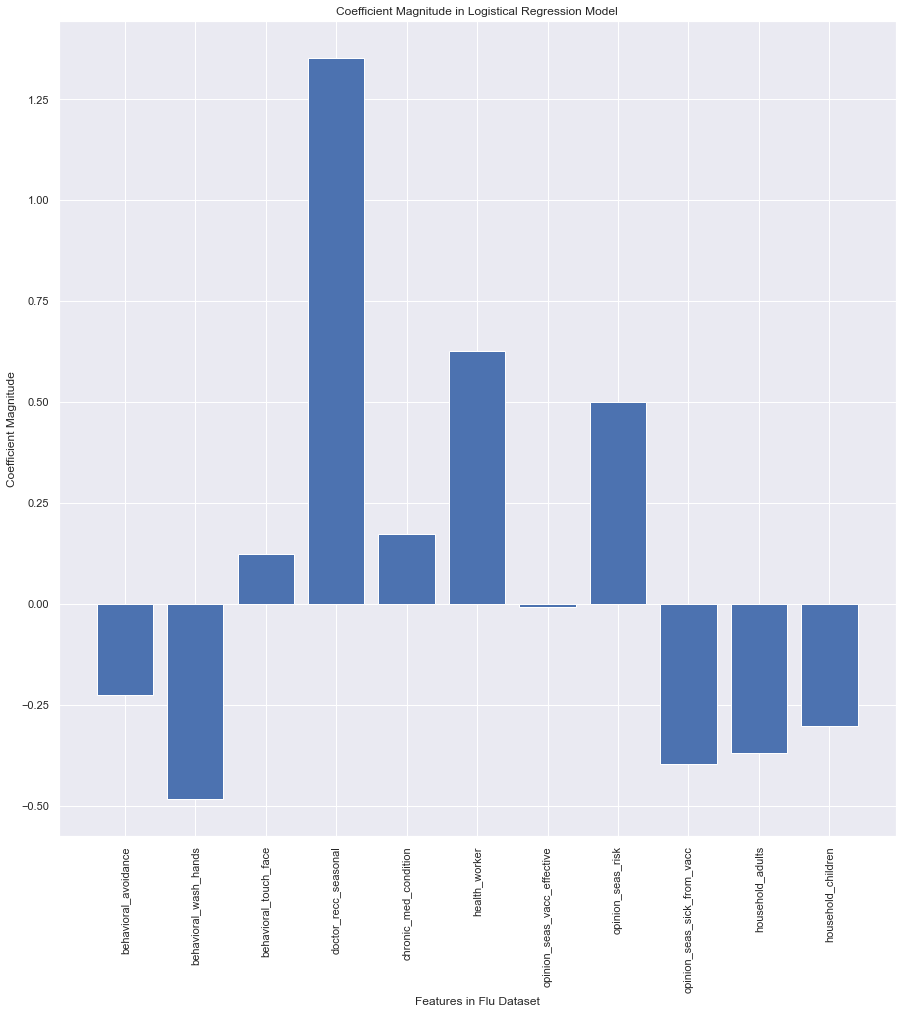 Coefficient Magnitude in Logistical Regression Model
Coefficient Magnitude
1.25
1.00
0.75
0.50
0.25
0.00
−0.25
−0.50
behavioral_avoidance
behavioral_wash_hands
behavioral_touch_face
doctor_recc_seasonal
chronic_med_condition
health_worker
opinion_seas_vacc_effective
opinion_seas_risk
opinion_seas_sick_from_vacc
household_adults
household_children
Features in Flu Dataset